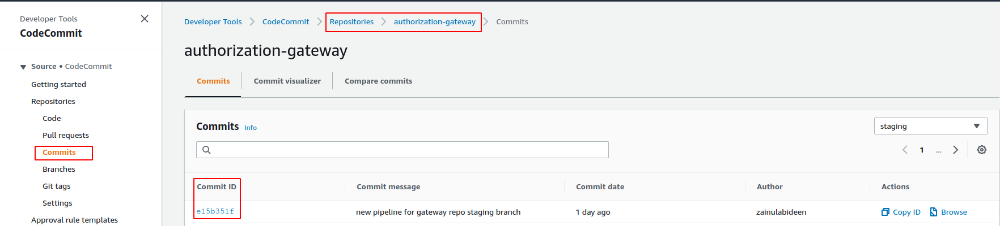 Developer Tools
CodeCommit
Source • CodeCommit
Getting started
Repositories
Code
Pull requests
Commits
Branches
Git tags
Settings
Approval rule templates
Developer Tools CodeCommit Repositories authorization-gateway Commits
authorization-gateway
Commits Commit visualizer Compare commits
Commits Info staging
1 ...
Commit ID Commit message Commit date Author Actions
e15b351f new pipeline for gateway repo staging branch 1 day ago zainulabideen Copy ID Browse